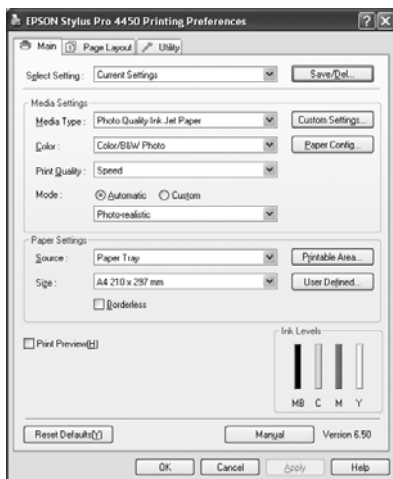 EPSON Stylus Pro 4450 Printing Preferences
Main Page Layout Utility
Select Setting : Current Settings Save/Del...
Media Settings
Media Type : Photo Quality Ink Jet Paper Custom Settings...
Color : Color/B&W Photo Paper Config...
Print Quality : Speed
Mode : Automatic Custom
Photo-realistic
Paper Settings
Source : Paper Tray Printable Area...
Size : A4 210 x 297 mm User Defined...
Borderless
Ink Levels
Print Preview(H)
MB C M Y
Reset Defaults(Y) Manual Version 6.50
OK Cancel Apply Help